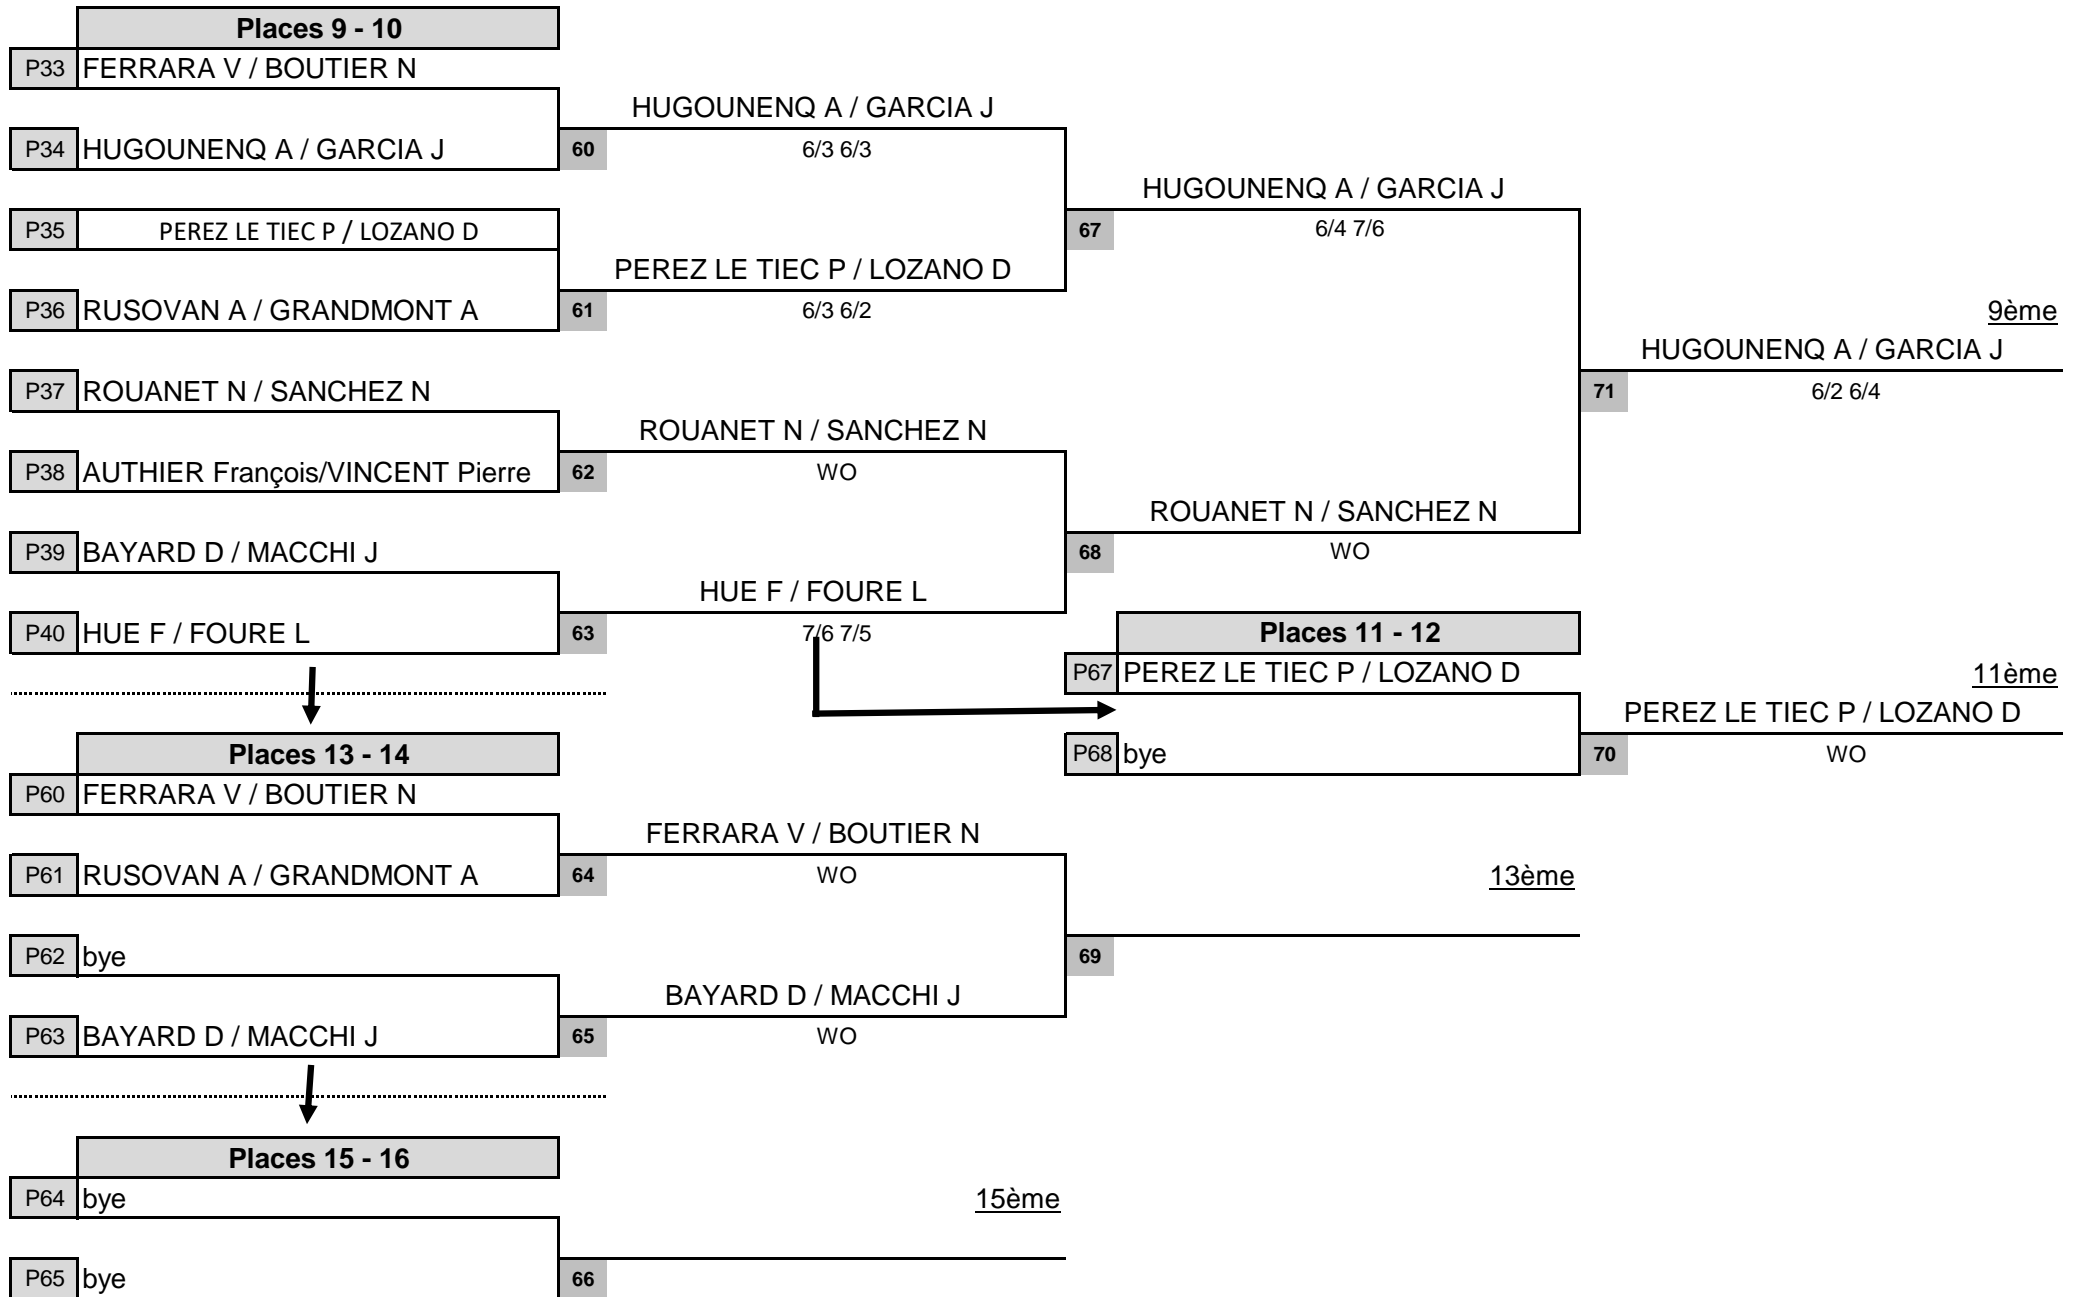 Places 9 - 10
P33 FERRARA V / BOUTIER N
HUGOUNENQ A / GARCIA J
P34 HUGOUNENQ A / GARCIA J 60 6/3 6/3
HUGOUNENQ A / GARCIA J
P35 PEREZ LE TIEC P / LOZANO D 67 6/4 7/6
PEREZ LE TIEC P / LOZANO D
P36 RUSOVAN A / GRANDMONT A 61 6/3 6/2 9ème
HUGOUNENQ A / GARCIA J
P37 ROUANET N / SANCHEZ N 71 6/2 6/4
ROUANET N / SANCHEZ N
P38 AUTHIER François/VINCENT Pierre 62 WO
ROUANET N / SANCHEZ N
P39 BAYARD D / MACCHI J 68 WO
HUE F / FOURE L
P40 HUE F / FOURE L 63 7/6 7/5 Places 11 - 12
P67 PEREZ LE TIEC P / LOZANO D 11ème
PEREZ LE TIEC P / LOZANO D
Places 13 - 14 P68 bye 70 WO
P60 FERRARA V / BOUTIER N
FERRARA V / BOUTIER N
P61 RUSOVAN A / GRANDMONT A 64 WO 13ème
P62 bye 69
BAYARD D / MACCHI J
P63 BAYARD D / MACCHI J 65 WO
Places 15 - 16
P64 bye 15ème
P65 bye 66